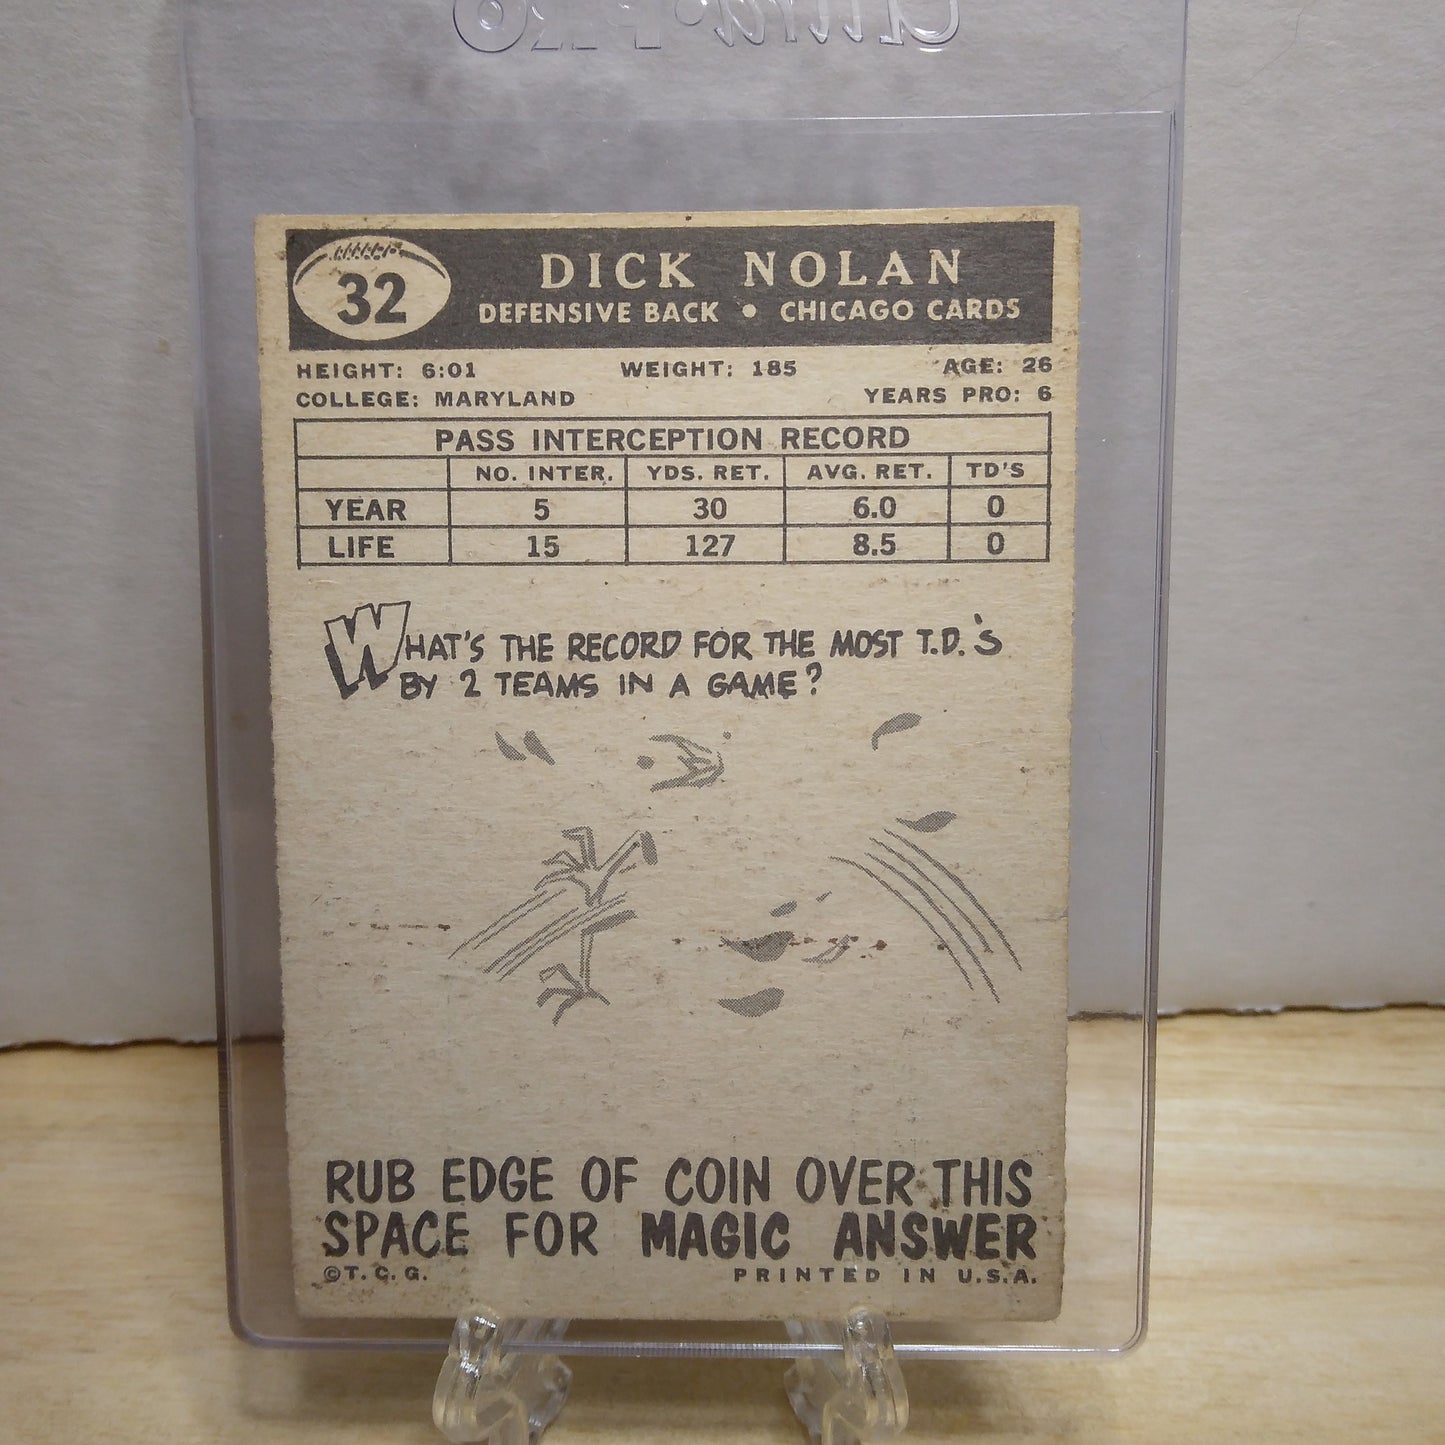 ultra•PRO
32
DICK NOLAN
DEFENSIVE BACK • CHICAGO CARDS
HEIGHT: 6:01 WEIGHT: 185 AGE: 26
COLLEGE: MARYLAND YEARS PRO: 6
PASS INTERCEPTION RECORD
NO. INTER. YDS. RET. AVG. RET. TD'S
YEAR 5 30 6.0 0
LIFE 15 127 8.5 0
WHAT'S THE RECORD FOR THE MOST T.D.'S
BY 2 TEAMS IN A GAME?
RUB EDGE OF COIN OVER THIS
SPACE FOR MAGIC ANSWER
©T.C.G. PRINTED IN U.S.A.